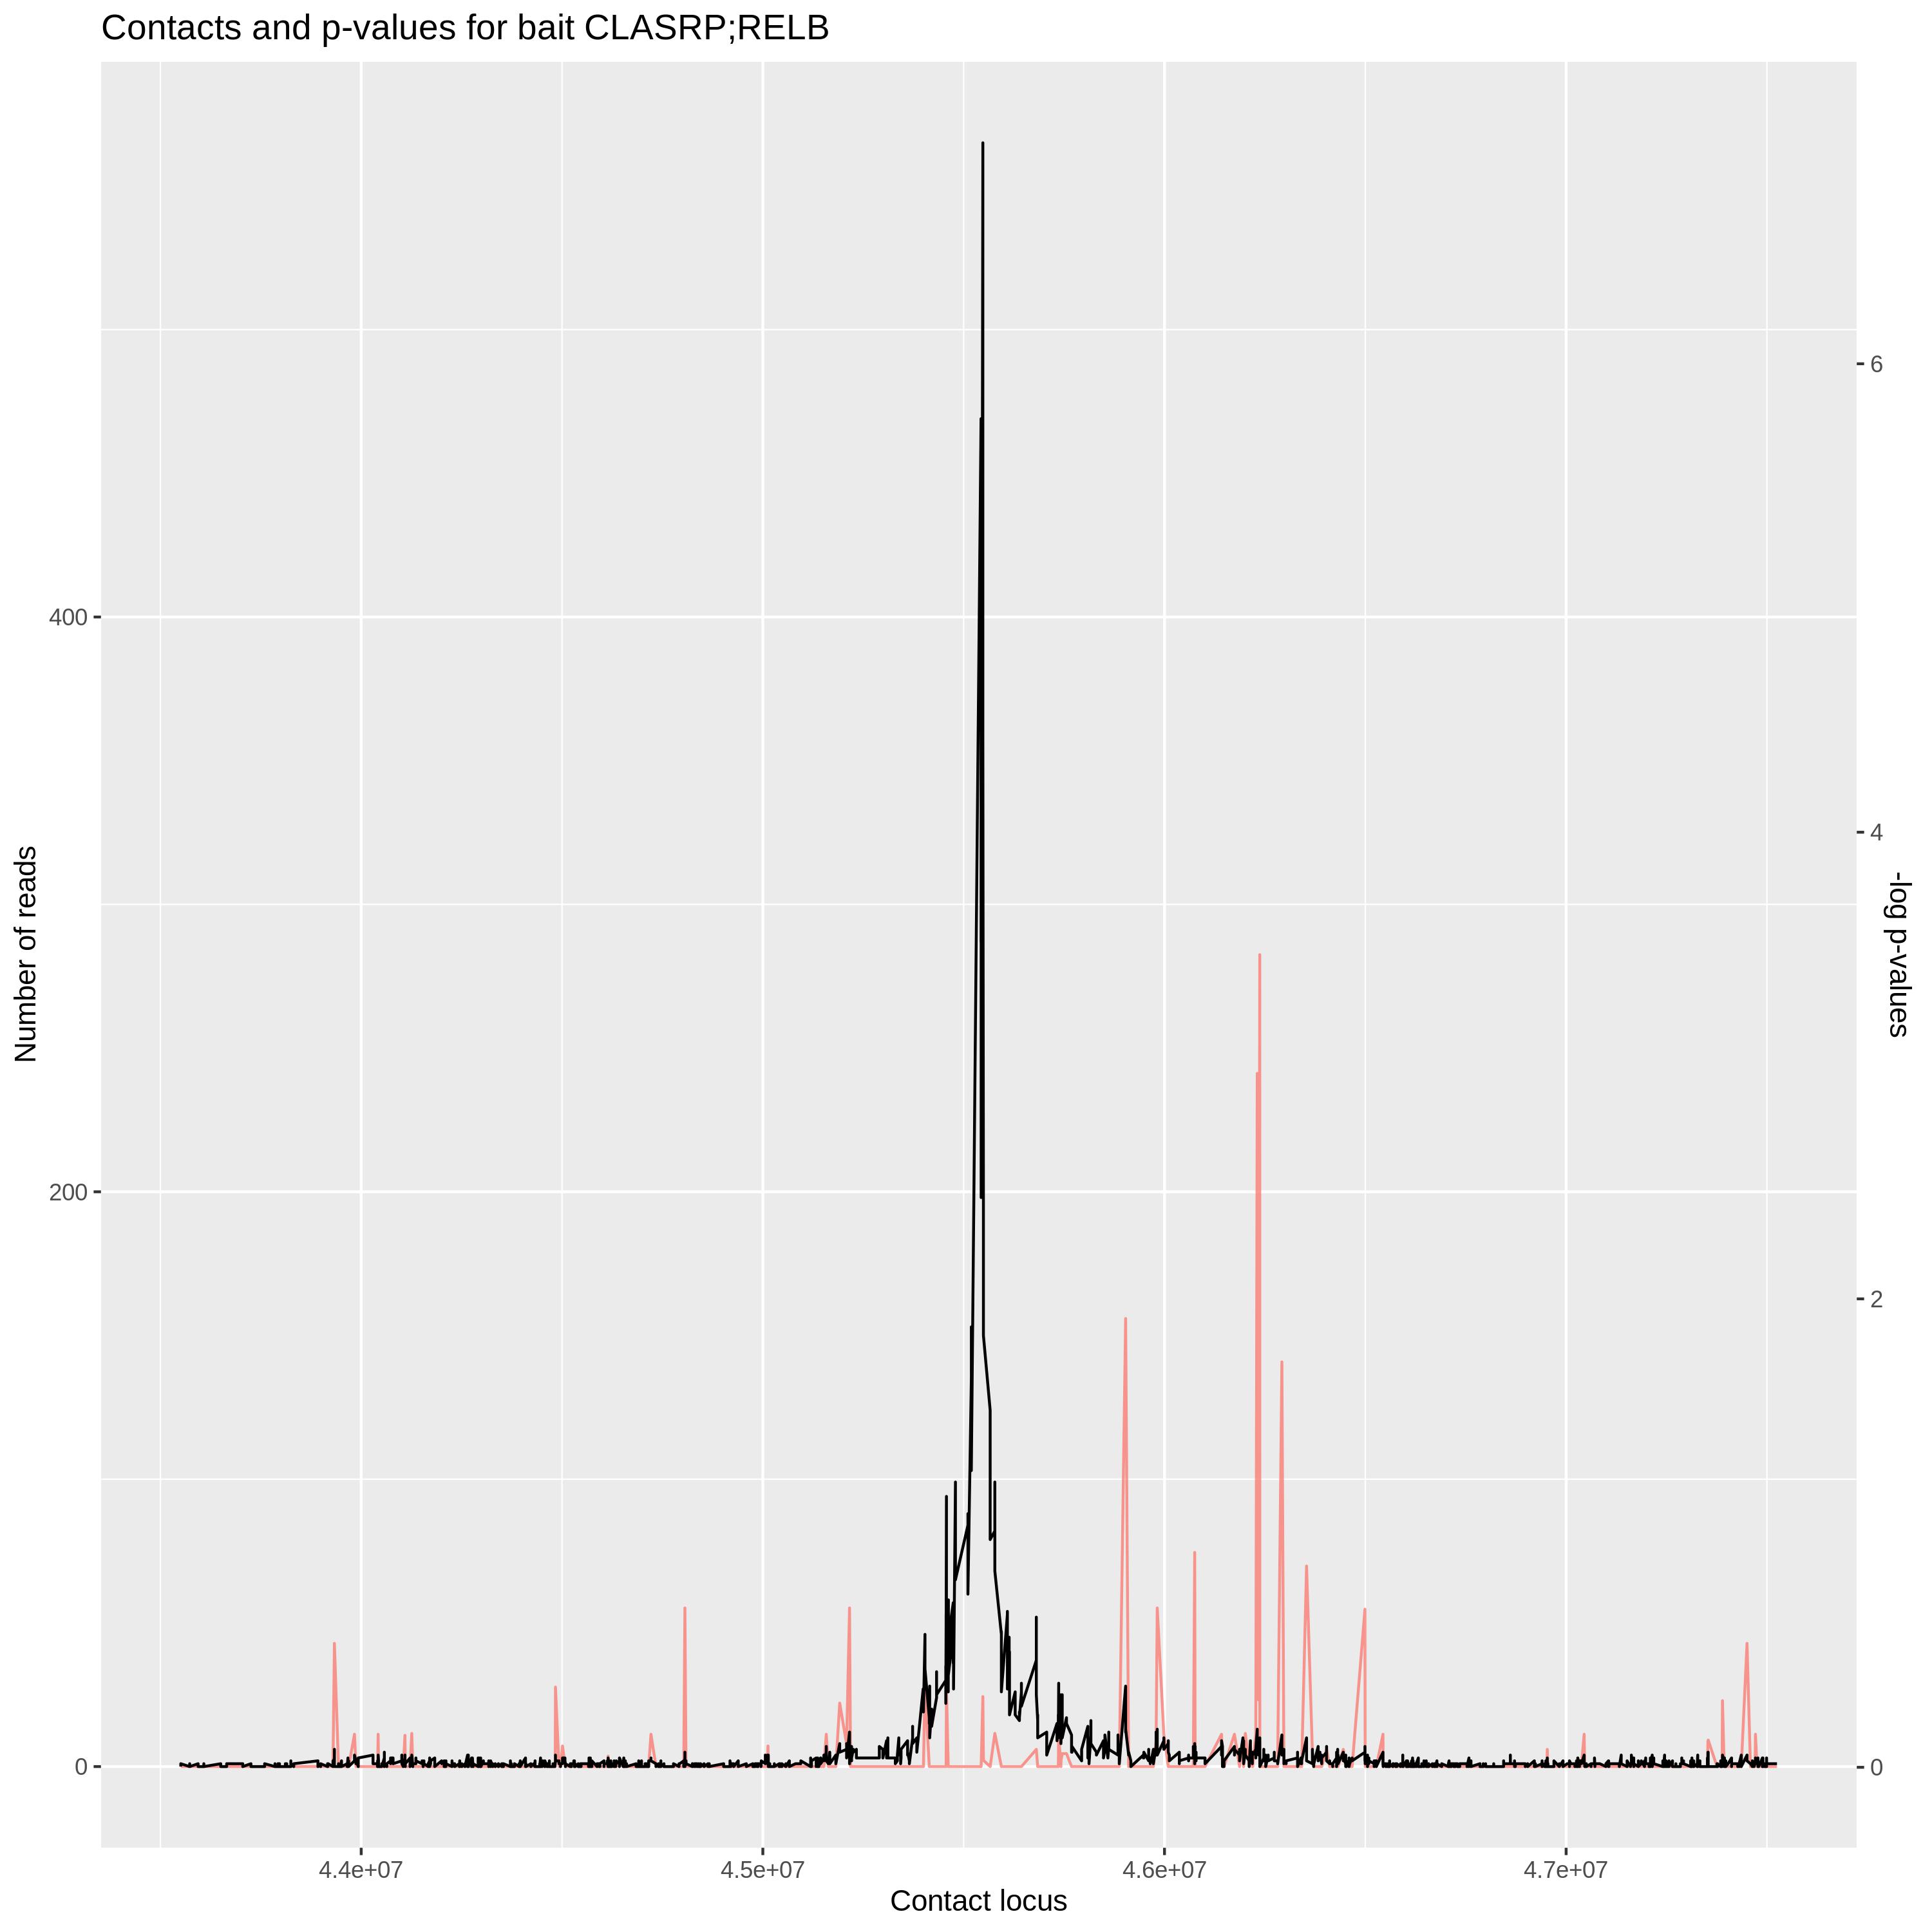 Contacts and p-values for bait CLASRP;RELB
Number of reads
400
200
0
6
4
2
0
-log p-values
4.4e+07
4.5e+07
4.6e+07
4.7e+07
Contact locus